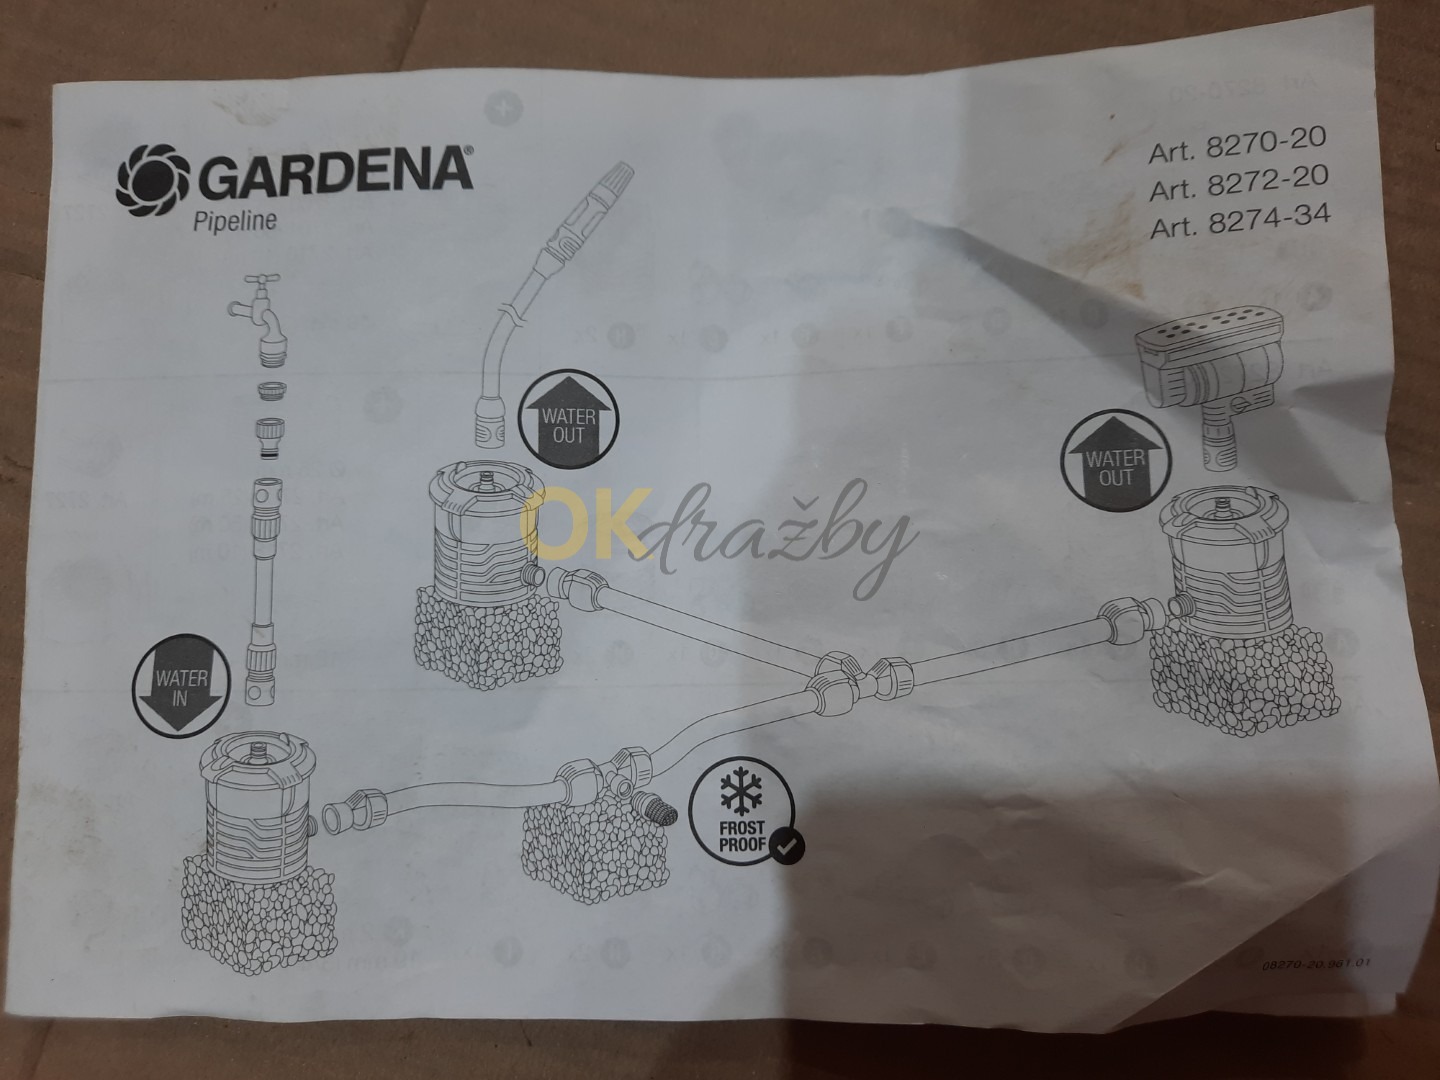 GARDENA®
Pipeline
Art. 8270-20
Art. 8272-20
Art. 8274-34
WATER
OUT
WATER
OUT
OKdražby
WATER
IN
FROST
PROOF
08270-20.961.01